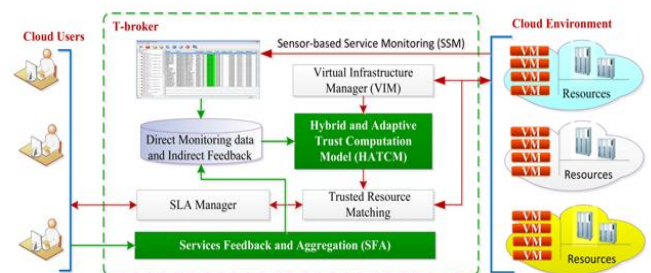 T-broker
Cloud Users
Cloud Environment
Sensor-based Service Monitoring (SSM)
Virtual Infrastructure
Manager (VIM)
Direct Monitoring data
and Indirect Feedback
Hybrid and Adaptive
Trust Computation
Model (HATCM)
SLA Manager
Trusted Resource
Matching
Services Feedback and Aggregation (SFA)
VM
VM
VM
VM
Resources
VM
VM
VM
VM
Resources
VM
VM
VM
VM
Resources